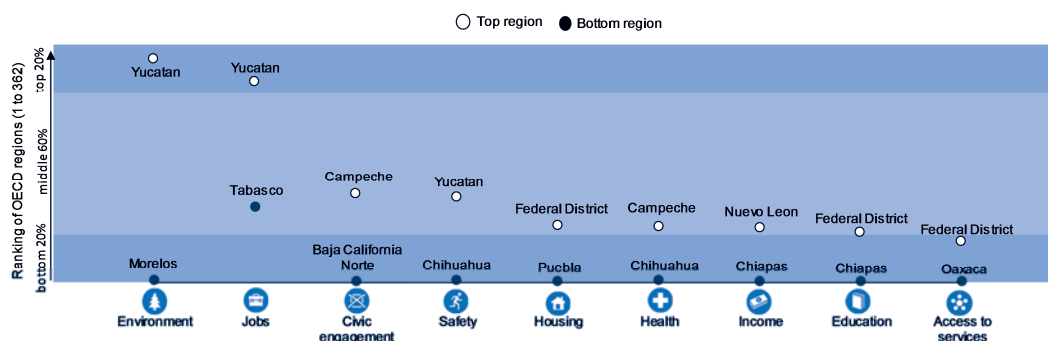 Top region
Bottom region
Ranking of OECD regions (1 to 362)
top 20%
middle 60%
bottom 20%
Yucatan
Yucatan
Tabasco
Campeche
Yucatan
Federal District
Campeche
Nuevo Leon
Federal District
Federal District
Morelos
Baja California
Norte
Chihuahua
Puebla
Chihuahua
Chiapas
Chiapas
Oaxaca
Environment
Jobs
Civic
engagement
Safety
Housing
Health
Income
Education
Access to
services